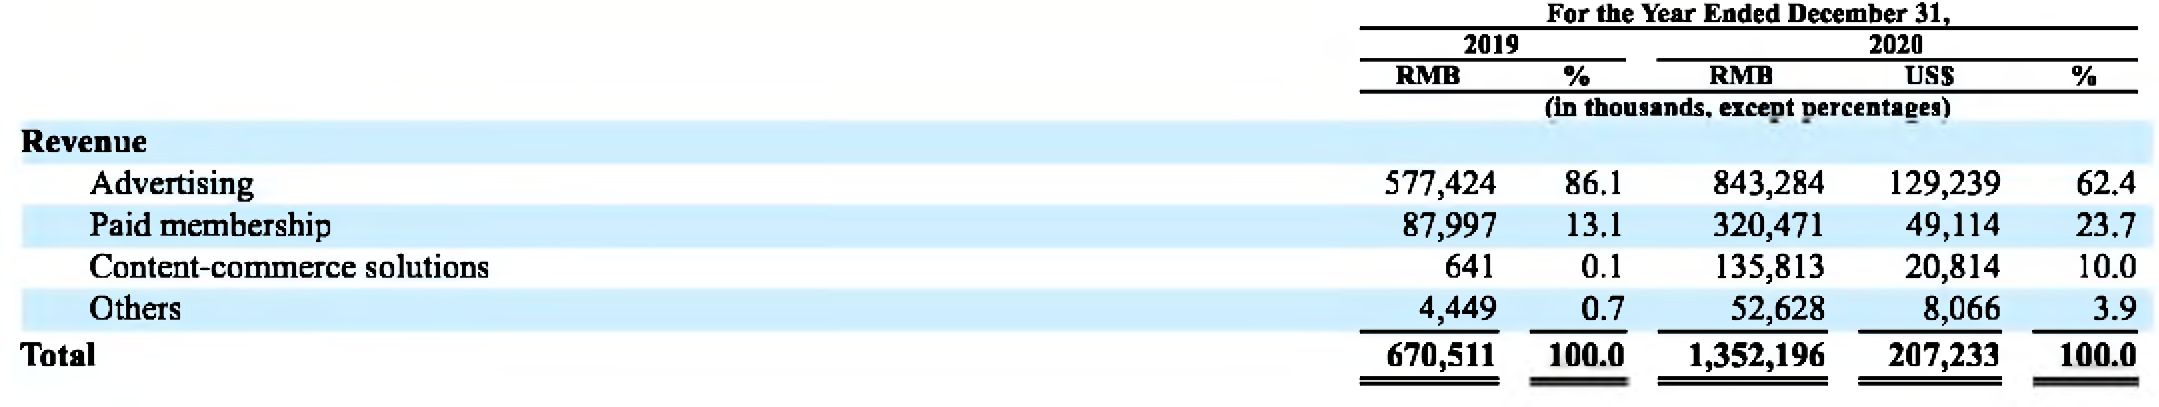 For the Year Ended December 31,
2019 2020
RMB % RMB US$ %
(in thousands, except percentages)
Revenue
Advertising 577,424 86.1 843,284 129,239 62.4
Paid membership 87,997 13.1 320,471 49,114 23.7
Content-commerce solutions 641 0.1 135,813 20,814 10.0
Others 4,449 0.7 52,628 8,066 3.9
Total 670,511 100.0 1,352,196 207,233 100.0